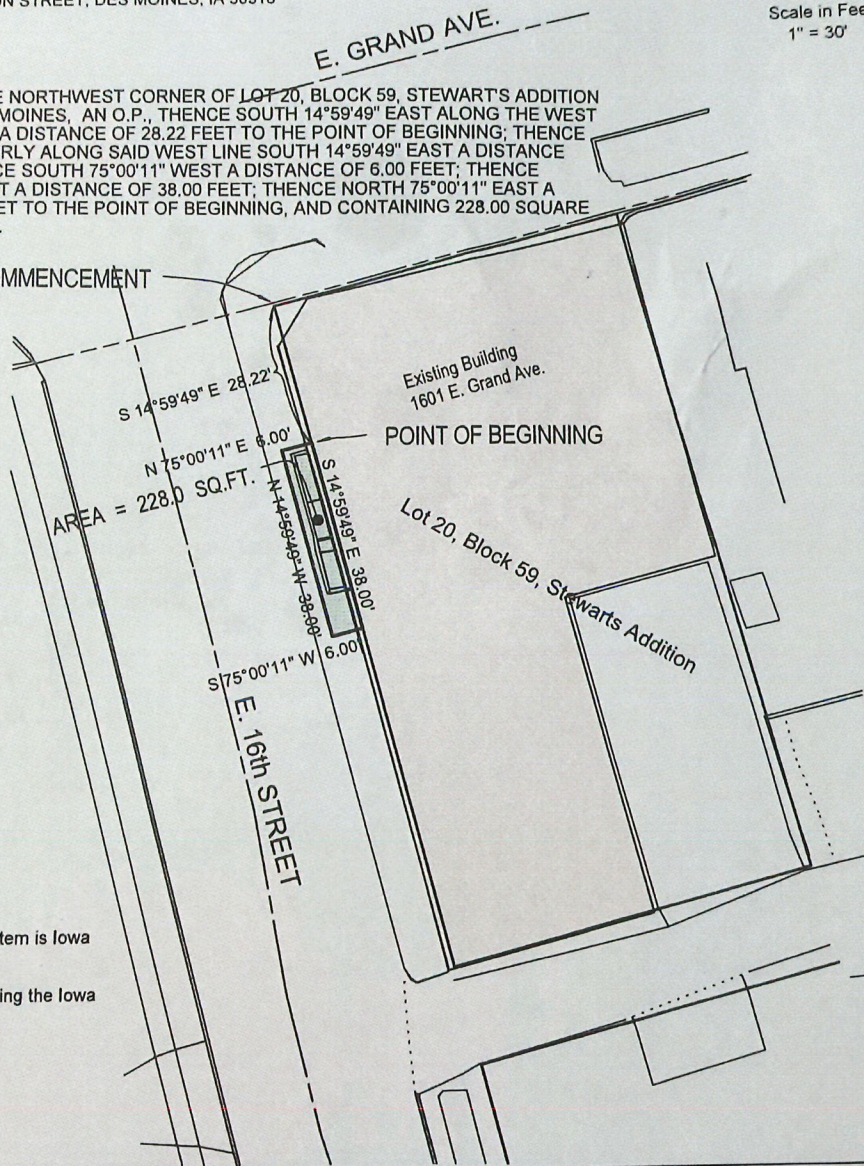 STREET, DES MOINES, IA
Scale in
1" = 30'
E. GRAND AVE.
NORTHWEST CORNER OF LOT 20, BLOCK 59, STEWART'S ADDITION
MOINES, AN O.P., THENCE SOUTH 14°59'49" EAST ALONG THE WEST
A DISTANCE OF 28.22 FEET TO THE POINT OF BEGINNING; THENCE
RLY ALONG SAID WEST LINE SOUTH 14°59'49" EAST A DISTANCE
CE SOUTH 75°00'11" WEST A DISTANCE OF 6.00 FEET; THENCE
T A DISTANCE OF 38.00 FEET; THENCE NORTH 75°00'11" EAST A
ET TO THE POINT OF BEGINNING, AND CONTAINING 228.00 SQUARE
MMENCEMENT
Existing Building
1601 E. Grand Ave.
S 14°59'49" E 28.22'
POINT OF BEGINNING
N 75°00'11" E 6.00'
AREA = 228.0 SQ.FT.
S 14°59'49" E 38.00'
N 14°59'49" W 38.00'
Lot 20, Block 59, Stewarts Addition
S 75°00'11" W 6.00'
E. 16th STREET
tem is Iowa
ing the Iowa